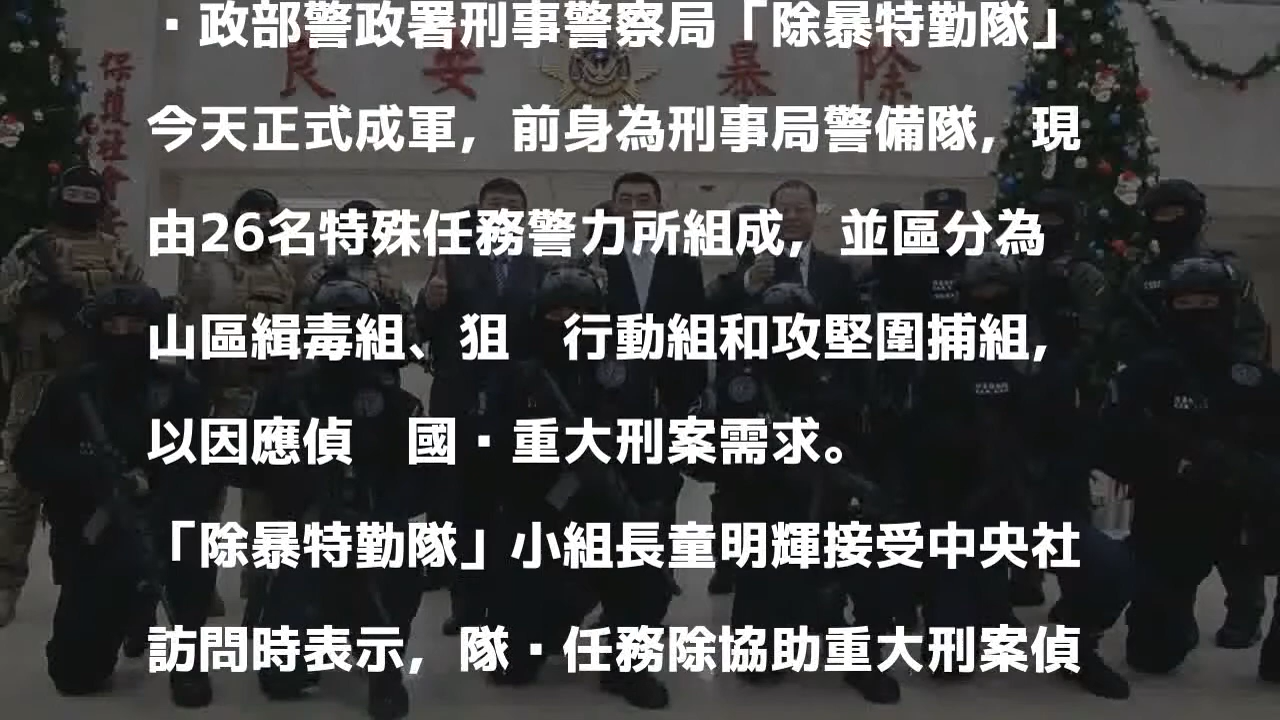 ·政部警政署刑事警察局「除暴特勤隊」
良 安 暴 除
保護社會
今天正式成軍，前身為刑事局警備隊，現
由26名特殊任務警力所組成，並區分為
山區緝毒組、狙　行動組和攻堅圍捕組，
以因應偵　國·重大刑案需求。
「除暴特勤隊」小組長童明輝接受中央社
訪問時表示，隊·任務除協助重大刑案偵